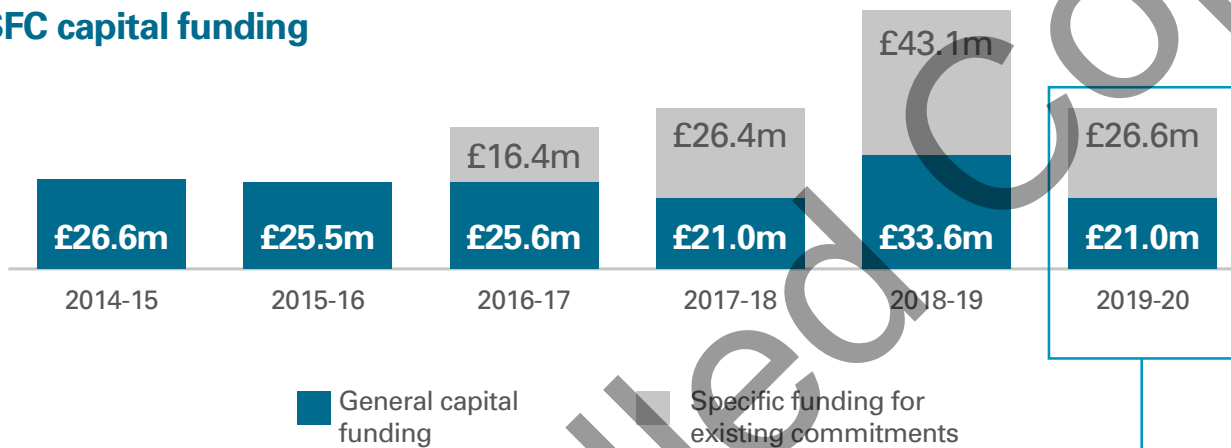 SFC capital funding
£43.1m
£16.4m
£26.4m
£26.6m
£26.6m
£25.5m
£25.6m
£21.0m
£33.6m
£21.0m
2014-15
2015-16
2016-17
2017-18
2018-19
2019-20
General capital
funding
Specific funding for
existing commitments